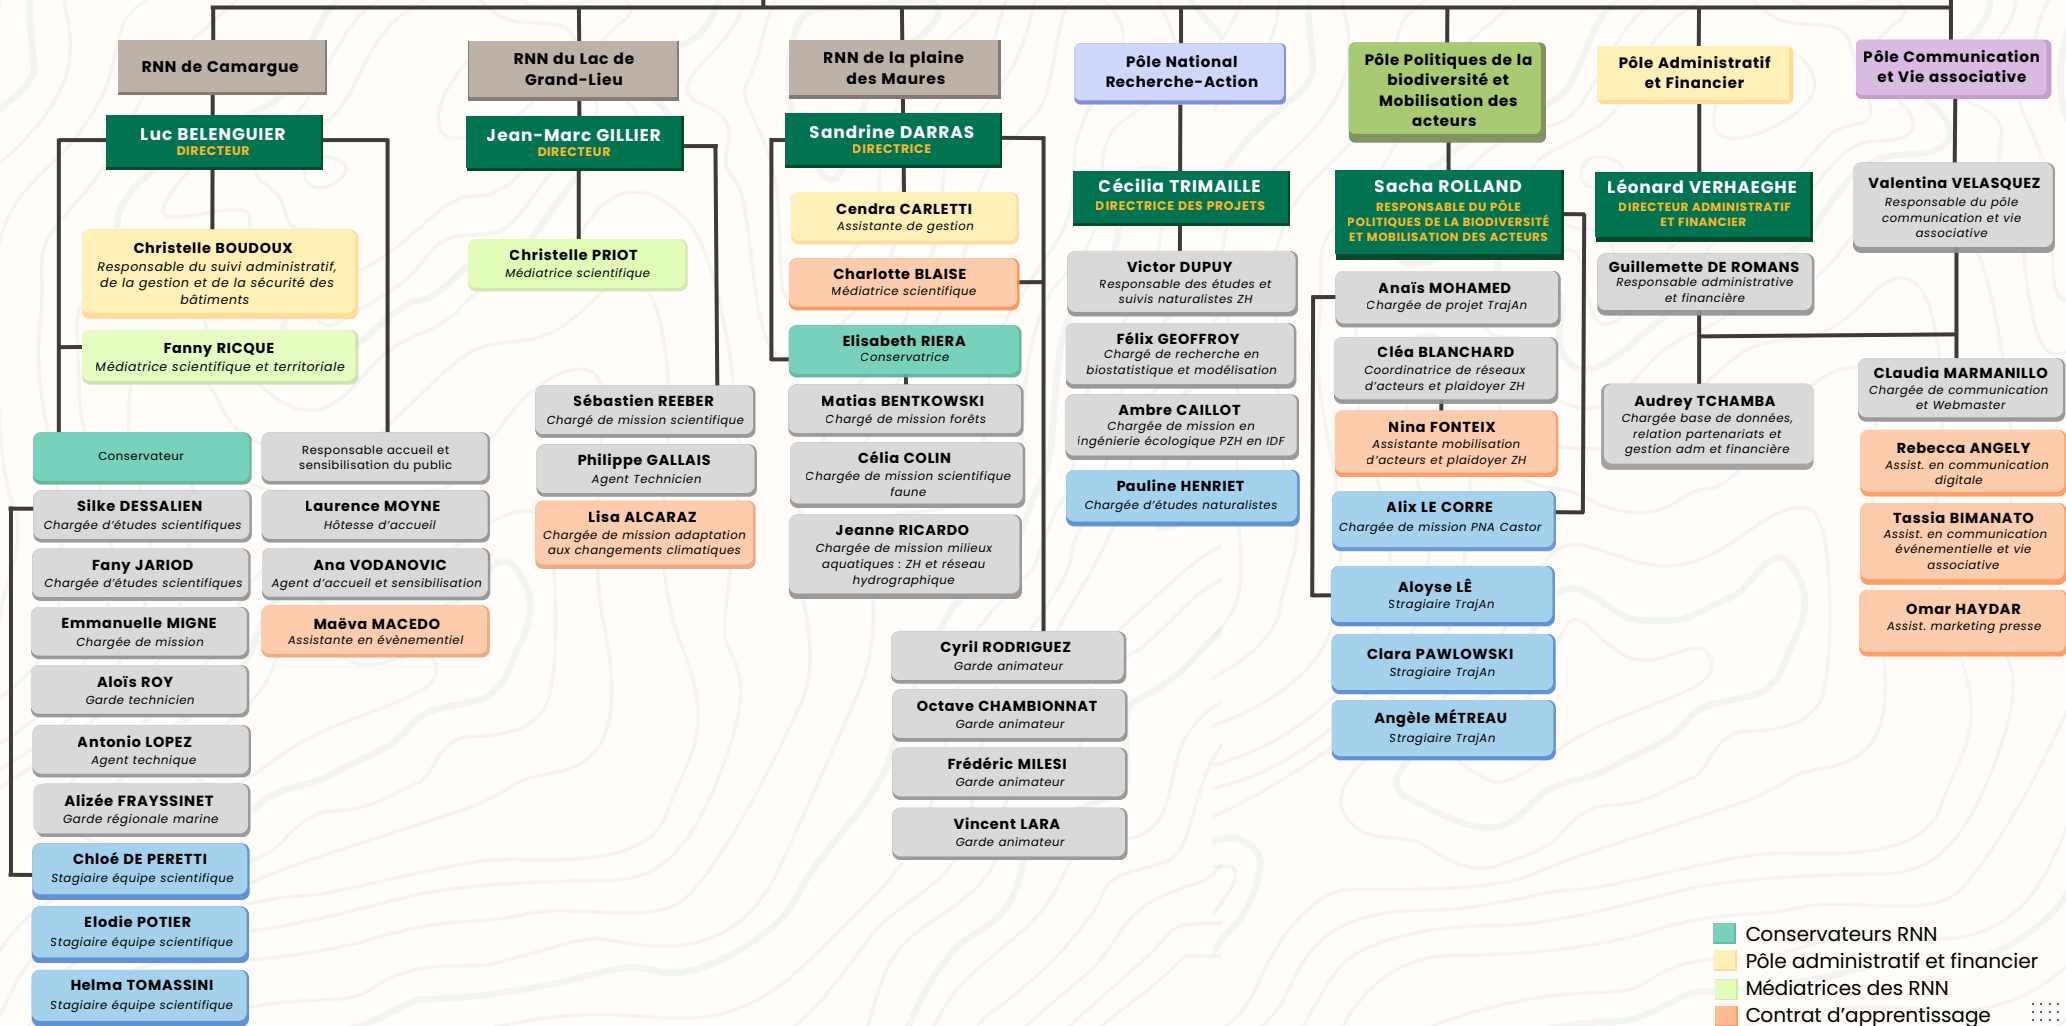 RNN de Camargue
Luc BELENGUIER
DIRECTEUR
Christelle BOUDOUX
Responsable du suivi administratif,
de la gestion et de la sécurité des
bâtiments
Fanny RICQUE
Médiatrice scientifique et territoriale
Conservateur
Silke DESSALIEN
Chargée d'études scientifiques
Fany JARIOD
Chargée d'études scientifiques
Emmanuelle MIGNE
Chargée de mission
Aloïs ROY
Garde technicien
Antonio LOPEZ
Agent technique
Alizée FRAYSSINET
Garde régionale marine
Chloé DE PERETTI
Stagiaire équipe scientifique
Elodie POTIER
Stagiaire équipe scientifique
Helma TOMASSINI
Stagiaire équipe scientifique
Responsable accueil et
sensibilisation du public
Laurence MOYNE
Hôtesse d'accueil
Ana VODANOVIC
Agent d'accueil et sensibilisation
Maëva MACEDO
Assistante en évènementiel
RNN du Lac de
Grand-Lieu
Jean-Marc GILLIER
DIRECTEUR
Christelle PRIOT
Médiatrice scientifique
Sébastien REEBER
Chargé de mission scientifique
Philippe GALLAIS
Agent Technicien
Lisa ALCARAZ
Chargée de mission adaptation
aux changements climatiques
RNN de la plaine
des Maures
Sandrine DARRAS
DIRECTRICE
Cendra CARLETTI
Assistante de gestion
Charlotte BLAISE
Médiatrice scientifique
Elisabeth RIERA
Conservatrice
Matias BENTKOWSKI
Chargé de mission forêts
Célia COLIN
Chargée de mission scientifique
faune
Jeanne RICARDO
Chargée de mission milieux
aquatiques : ZH et réseau
hydrographique
Cyril RODRIGUEZ
Garde animateur
Octave CHAMBIONNAT
Garde animateur
Frédéric MILESI
Garde animateur
Vincent LARA
Garde animateur
Pôle National
Recherche-Action
Cécilia TRIMAILLE
DIRECTRICE DES PROJETS
Victor DUPUY
Responsable des études et
suivis naturalistes ZH
Félix GEOFFROY
Chargé de recherche en
biostatistique et modélisation
Ambre CAILLOT
Chargée de mission en
ingénierie écologique PZH en IDF
Pauline HENRIET
Chargée d'études naturalistes
Pôle Politiques de la
biodiversité et
Mobilisation des
acteurs
Sacha ROLLAND
RESPONSABLE DU PÔLE
POLITIQUES DE LA BIODIVERSITÉ
ET MOBILISATION DES ACTEURS
Anaïs MOHAMED
Chargée de projet TrajAn
Cléa BLANCHARD
Coordinatrice de réseaux
d'acteurs et plaidoyer ZH
Nina FONTEIX
Assistante mobilisation
d'acteurs et plaidoyer ZH
Alix LE CORRE
Chargée de mission PNA Castor
Aloyse LÊ
Stragiaire TrajAn
Clara PAWLOWSKI
Stragiaire TrajAn
Angèle MÉTREAU
Stragiaire TrajAn
Pôle Administratif
et Financier
Léonard VERHAEGHE
DIRECTEUR ADMINISTRATIF
ET FINANCIER
Guillemette DE ROMANS
Responsable administrative
et financière
Audrey TCHAMBA
Chargée base de données,
relation partenariats et
gestion adm et financière
Pôle Communication
et Vie associative
Valentina VELASQUEZ
Responsable du pôle
communication et vie
associative
CLaudia MARMANILLO
Chargée de communication
et Webmaster
Rebecca ANGELY
Assist. en communication
digitale
Tassia BIMANATO
Assist. en communication
événementielle et vie
associative
Omar HAYDAR
Assist. marketing presse
Conservateurs RNN
Pôle administratif et financier
Médiatrices des RNN
Contrat d'apprentissage